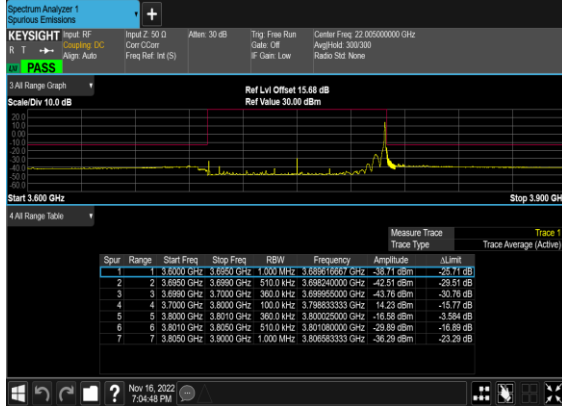 Spectrum Analyzer 1
Spurious Emissions
+
KEYSIGHT Input: RF Input Z: 50 Ω Atten: 30 dB Trig: Free Run Center Freq: 22.005000000 GHz
R T Coupling: DC Corr CCorr Gate: Off Avg|Hold: 300/300
Align: Auto Freq Ref: Int (S) IF Gain: Low Radio Std: None
PASS
3 All Range Graph
Ref Lvl Offset 15.68 dB
Scale/Div 10.0 dB Ref Value 30.00 dBm
20.0
10.0
0.00
-10.0
-20.0
-30.0
-40.0
-50.0
-60.0
Start 3.600 GHz Stop 3.900 GHz
4 All Range Table
Measure Trace Trace 1
Trace Type Trace Average (Active)
Spur Range Start Freq Stop Freq RBW Frequency Amplitude ΔLimit
1 1 3.6000 GHz 3.6950 GHz 1.000 MHz 3.689616667 GHz -38.71 dBm -25.71 dB
2 2 3.6950 GHz 3.6990 GHz 510.0 kHz 3.698240000 GHz -42.51 dBm -29.51 dB
3 3 3.6990 GHz 3.7000 GHz 360.0 kHz 3.699955000 GHz -43.76 dBm -30.76 dB
4 4 3.7000 GHz 3.8000 GHz 100.0 kHz 3.798833333 GHz 14.23 dBm -15.77 dB
5 5 3.8000 GHz 3.8010 GHz 360.0 kHz 3.800025000 GHz -16.58 dBm -3.584 dB
6 6 3.8010 GHz 3.8050 GHz 510.0 kHz 3.801080000 GHz -29.89 dBm -16.89 dB
7 7 3.8050 GHz 3.9000 GHz 1.000 MHz 3.806583333 GHz -36.29 dBm -23.29 dB
? Nov 16, 2022
7:04:48 PM